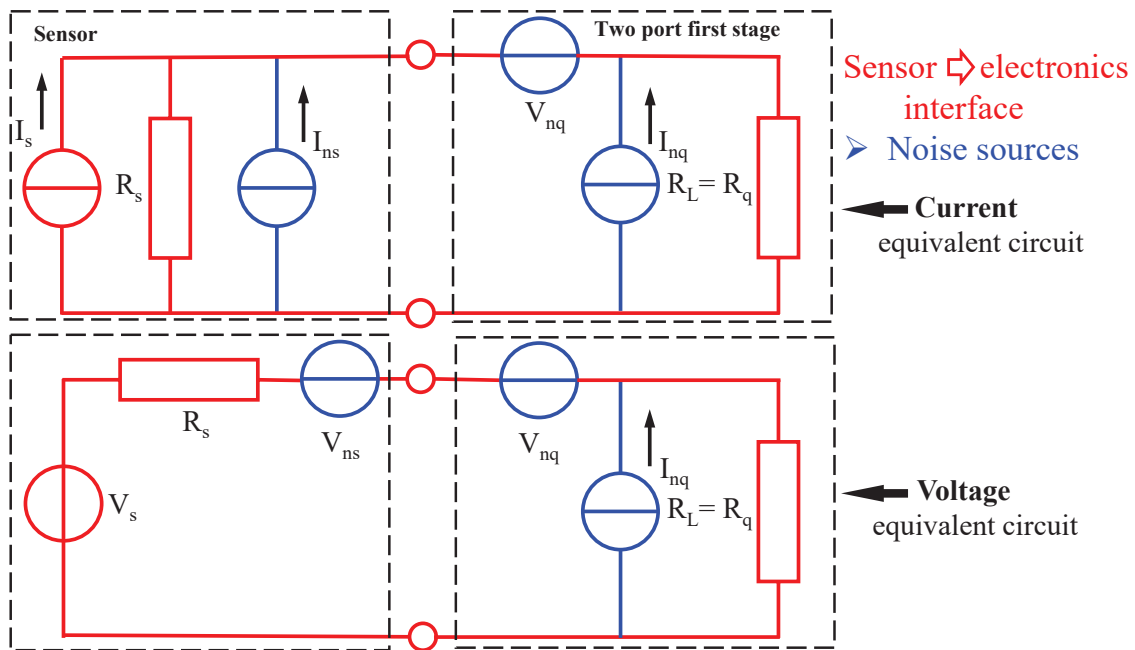 Sensor
Two port first stage
V_nq
I_s
R_s
I_ns
I_nq
R_L = R_q
Sensor ⇨ electronics
interface
➢ Noise sources
Current
equivalent circuit
R_s
V_ns
V_nq
V_s
I_nq
R_L = R_q
Voltage
equivalent circuit